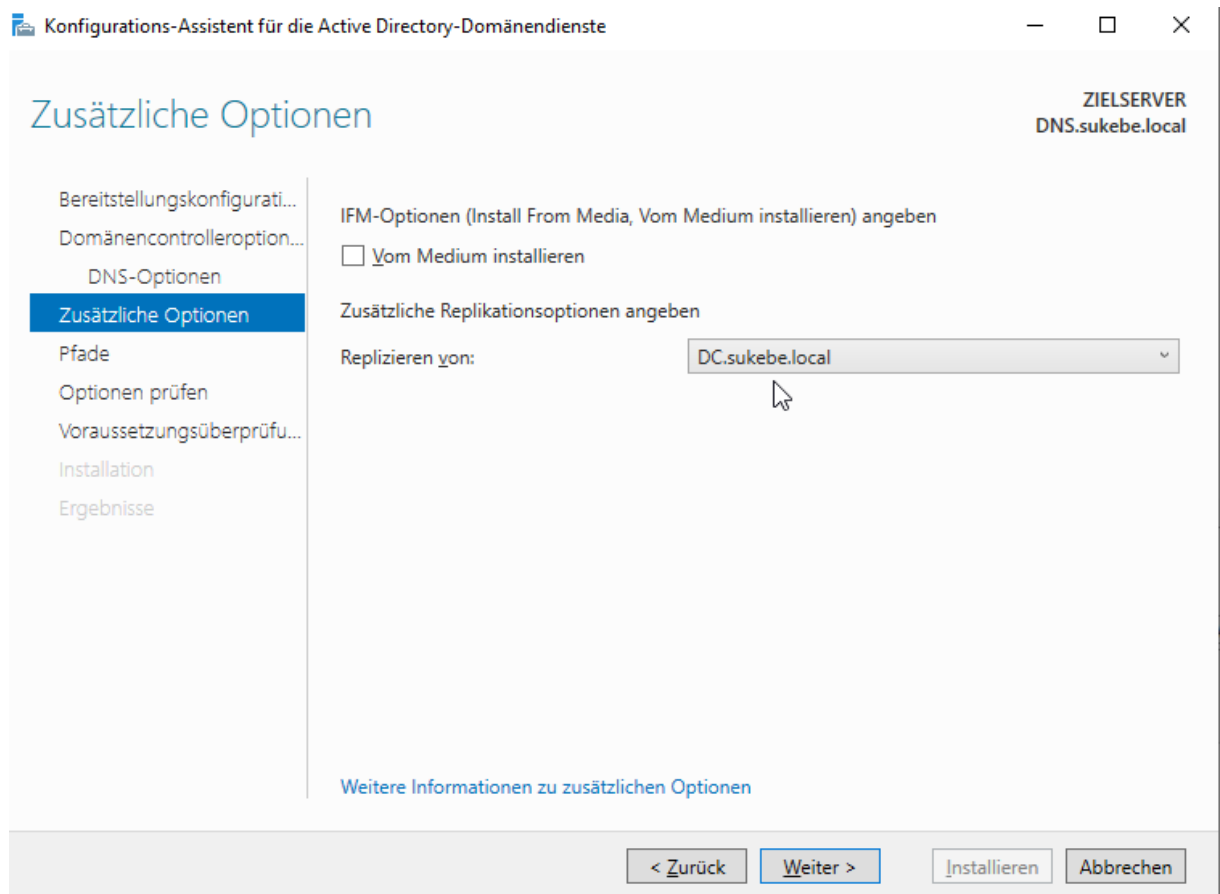 Konfigurations-Assistent für die Active Directory-Domänendienste
Zusätzliche Optionen
ZIELSERVER
DNS.sukebe.local
Bereitstellungskonfigurati...
Domänencontrolleroption...
DNS-Optionen
Zusätzliche Optionen
Pfade
Optionen prüfen
Voraussetzungsüberprüfu...
Installation
Ergebnisse
IFM-Optionen (Install From Media, Vom Medium installieren) angeben
Vom Medium installieren
Zusätzliche Replikationsoptionen angeben
Replizieren von: DC.sukebe.local
Weitere Informationen zu zusätzlichen Optionen
< Zurück Weiter > Installieren Abbrechen